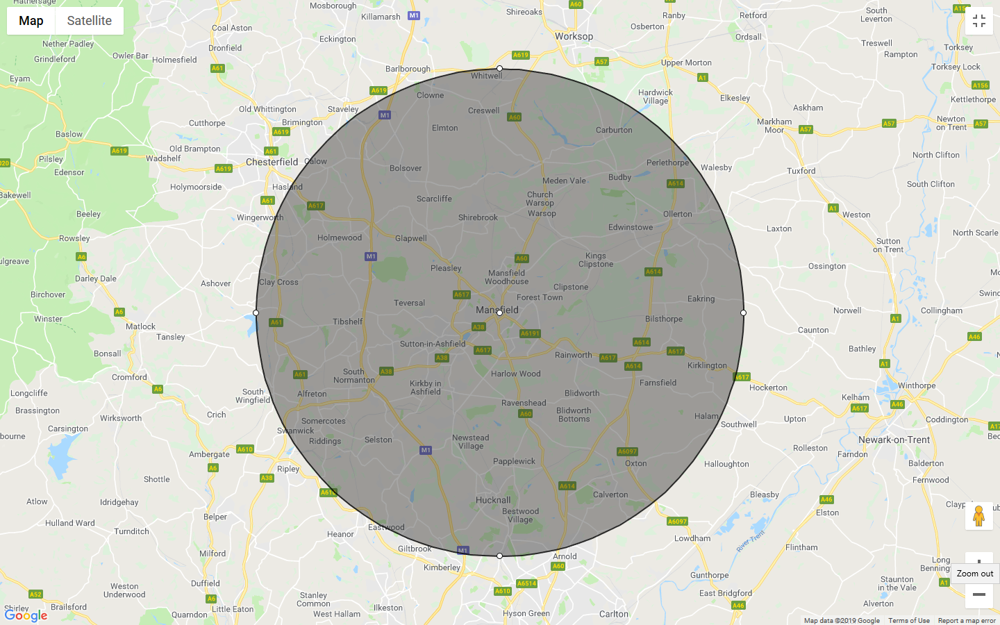 Hathersage
Mosborough
Killamarsh
M1
Shireoaks
A60
Ranby
Retford
South
Leverton
Map
Satellite
Coal Aston
Eckington
Worksop
Osberton
Ordsall
Treswell
Rampton
Torksey
Nether Padley
Grindleford
Owler Bar
Holmesfield
Dronfield
A61
Barlborough
A619
A57
Upper Morton
A1
Torksey Lock
Eyam
A619
Whitwell
Clowne
Hardwick
Village
Elkesley
A156
Kettlethorpe
Old Whittington
Staveley
M1
Creswell
A60
Askham
Cutthorpe
Brimington
A619
Elmton
Carburton
Markham
Moor
A57
A57
Newton
on Trent
A57
Baslow
A619
Old Brampton
A61
Pilsley
Wadshelf
Edensor
A619
Chesterfield
Calow
Bolsover
Perlethorpe
Walesby
Tuxford
North Clifton
Bakewell
Holymoorside
Hasland
Meden Vale
Budby
A614
South Clifton
A61
A617
Scarcliffe
Church
Warsop
Warsop
A1
Beeley
Wingerworth
Shirebrook
Ollerton
Weston
Rowsley
Holmewood
Glapwell
Edwinstowe
Laxton
Sutton
on Trent
North Scarle
A6
M1
A60
Kings
Clipstone
Ossington
Darley Dale
Pleasley
Mansfield
Woodhouse
A614
Birchover
Ashover
Clay Cross
A617
Clipstone
Forest Town
Eakring
Winster
A6
Teversal
Mansfield
Norwell
A1
Collingham
Matlock
Tansley
A61
Tibshelf
A38
Bilsthorpe
Caunton
A46
Bonsall
Sutton-in-Ashfield
A6191
A614
Bathley
A38
A617
Rainworth
A617
A617
Kirklington
A1
Cromford
A6
A61
South
Normanton
A38
Harlow Wood
A614
Farnsfield
A617
Hockerton
Winthorpe
Longcliffe
South
Wingfield
Alfreton
Kirkby in
Ashfield
Blidworth
Kelham
A617
A46
Brassington
Wirksworth
Crich
Somercotes
Ravenshead
A60
Blidworth
Bottoms
Halam
Southwell
Upton
Coddington
Carsington
Swanwick
Riddings
Selston
Newstead
Village
Newark-on-Trent
Ambergate
A610
M1
Papplewick
A6097
Oxton
Halloughton
Rolleston
Farndon
Balderton
A6
A38
Ripley
Shottle
A614
Fernwood
Atlow
Idridgehay
Hucknall
Calverton
Bleasby
A46
Hulland Ward
Belper
Bestwood
Village
Elston
Turnditch
Heanor
Eastwood
A6097
Lowdham
River Trent
Flintham
Milford
Giltbrook
M1
Arnold
Kimberley
A60
Gunthorpe
Long
Zoom out
Duffield
A6514
Staunton
in the Vale
A1
Weston
Underwood
A52
A6
Stanley
Common
A610
East Bridgford
Shirley
Brailsford
Little Eaton
West Hallam
Ilkeston
Hyson Green
Carlton
A46
Alverton
Quarndon
Google
Map data ©2019 Google
Terms of Use
Report a map error